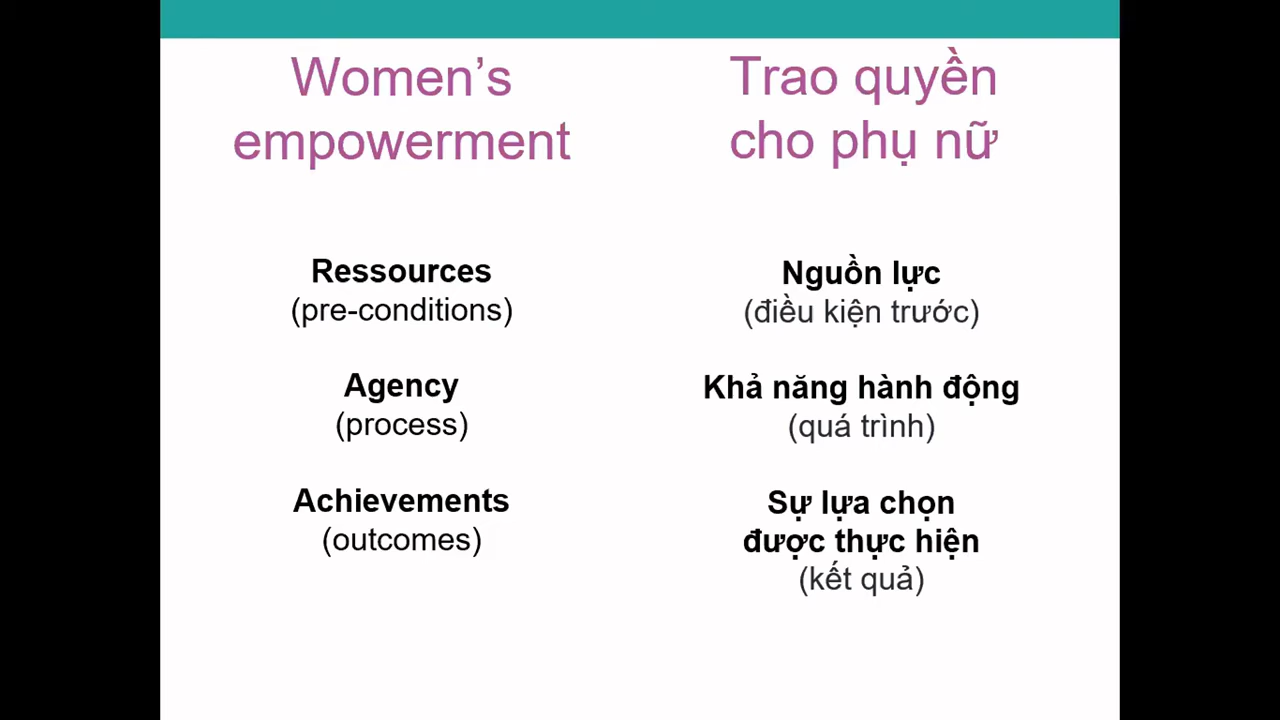 Women's
empowerment
Ressources
(pre-conditions)
Agency
(process)
Achievements
(outcomes)
Trao quyền
cho phụ nữ
Nguồn lực
(điều kiện trước)
Khả năng hành động
(quá trình)
Sự lựa chọn
được thực hiện
(kết quả)